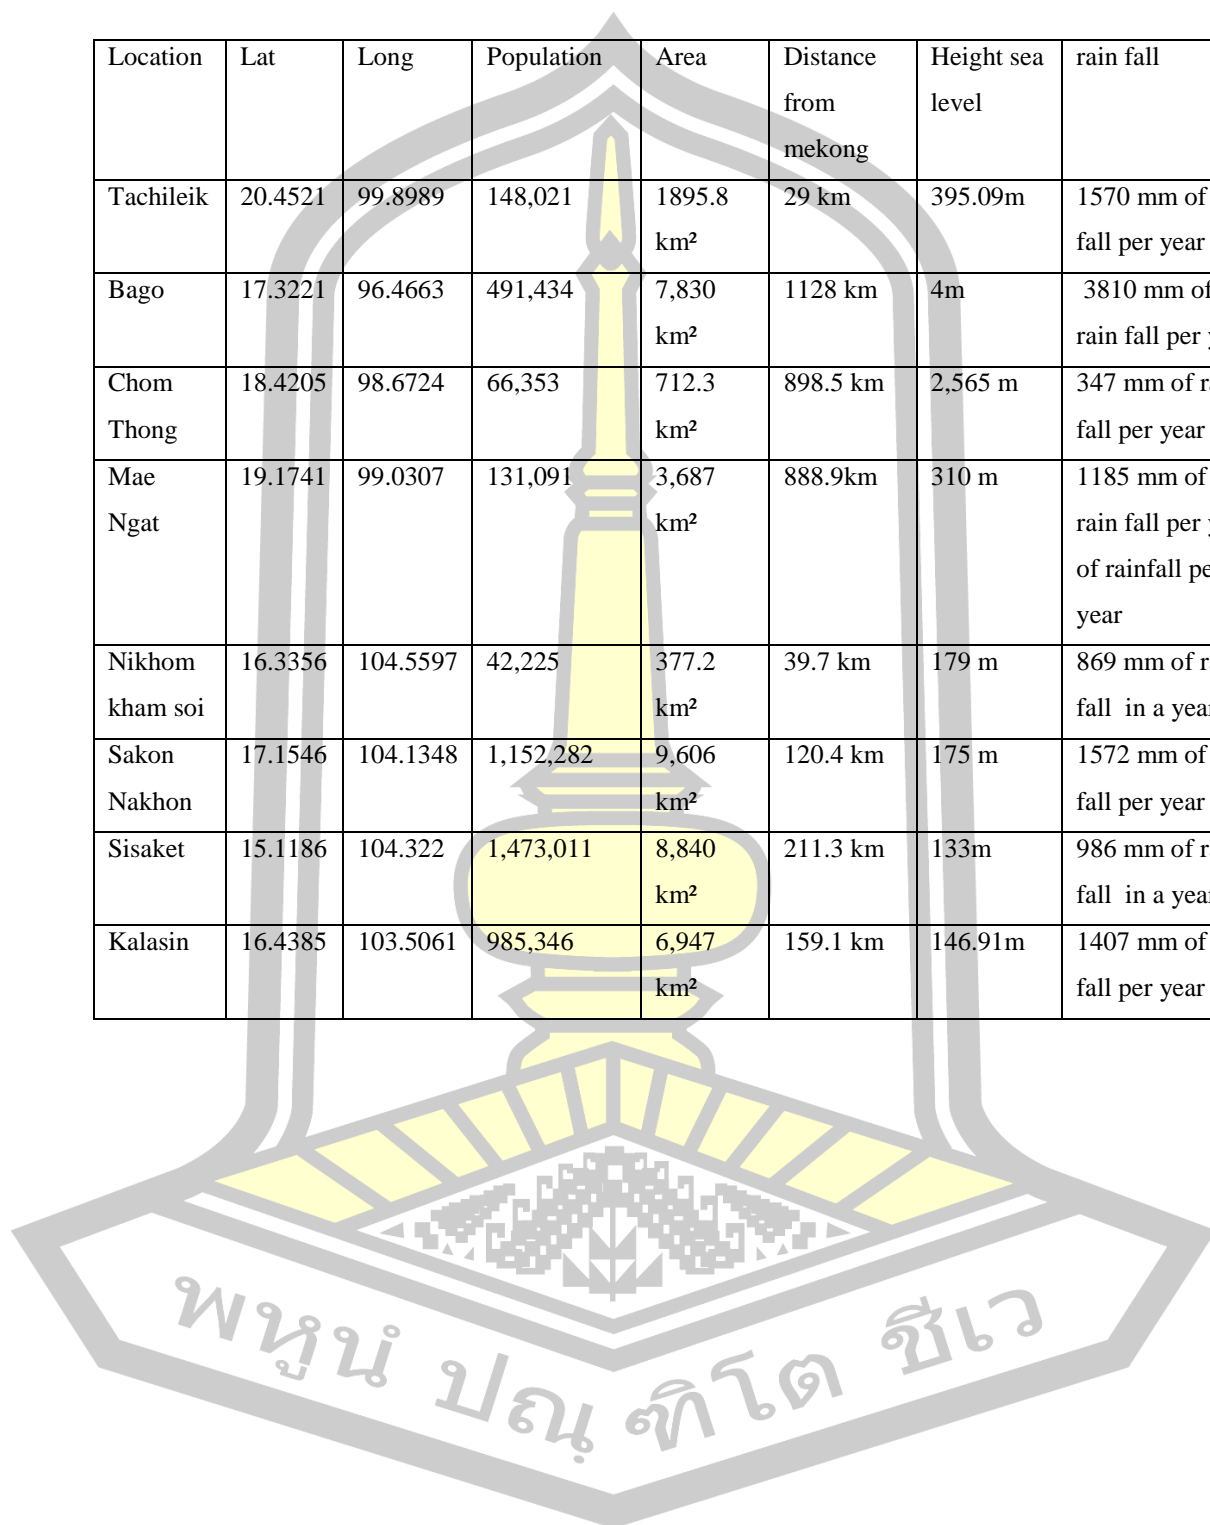 Location Lat Long Population Area Distance Height sea rain fall
from level
mekong
Tachileik 20.4521 99.8989 148,021 1895.8 29 km 395.09m 1570 mm of
km² fall per year
Bago 17.3221 96.4663 491,434 7,830 1128 km 4m 3810 mm of
km² rain fall per
Chom 18.4205 98.6724 66,353 712.3 898.5 km 2,565 m 347 mm of
Thong km² fall per year
Mae 19.1741 99.0307 131,091 3,687 888.9km 310 m 1185 mm of
Ngat km² rain fall per
of rainfall
year
Nikhom 16.3356 104.5597 42,225 377.2 39.7 km 179 m 869 mm of
kham soi km² fall in a year
Sakon 17.1546 104.1348 1,152,282 9,606 120.4 km 175 m 1572 mm of
Nakhon km² fall per year
Sisaket 15.1186 104.322 1,473,011 8,840 211.3 km 133m 986 mm of
km² fall in a year
Kalasin 16.4385 103.5061 985,346 6,947 159.1 km 146.91m 1407 mm of
km² fall per year
พหูนํ ปณฺฑิโต ชีเว